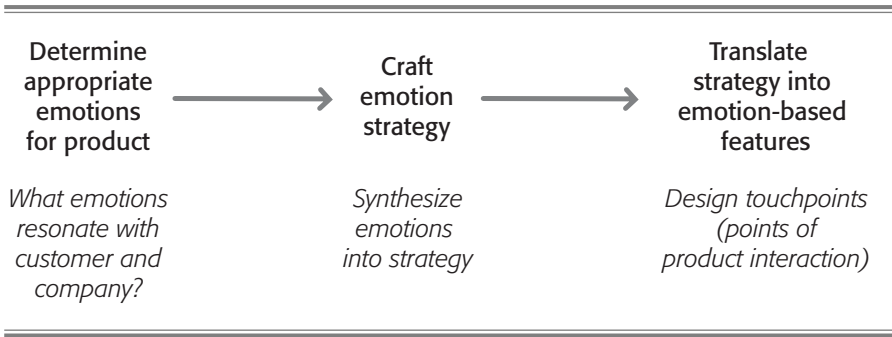 Determine
appropriate
emotions
for product
Craft
emotion
strategy
Translate
strategy into
emotion-based
features
What emotions
resonate with
customer and
company?
Synthesize
emotions
into strategy
Design touchpoints
(points of
product interaction)